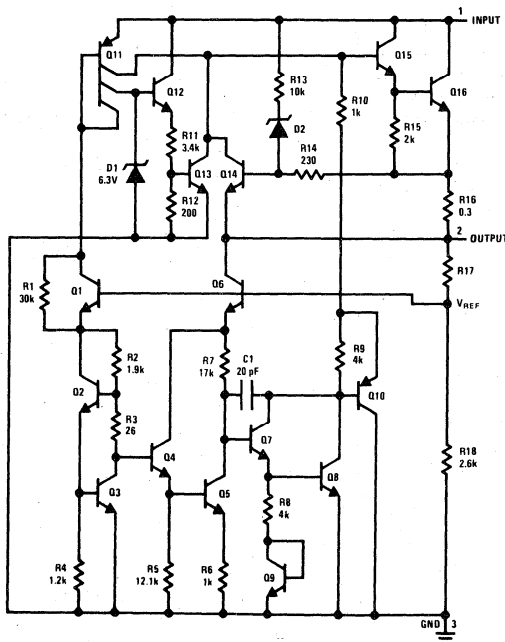 1 INPUT
Q11
Q12
Q15
Q16
R13
10k
R10
1k
D2
R11
3.4k
R15
2k
R14
230
D1
6.3V
Q13
Q14
R12
200
R16
0.3
2 OUTPUT
R1
30k
Q1
Q6
R17
VREF
R2
1.9k
R7
17k
C1
20 pF
R9
4k
Q2
Q10
R3
26
Q7
R18
2.6k
Q4
Q8
Q3
Q5
R8
4k
R4
1.2k
R5
12.1k
R6
1k
Q9
GND 3